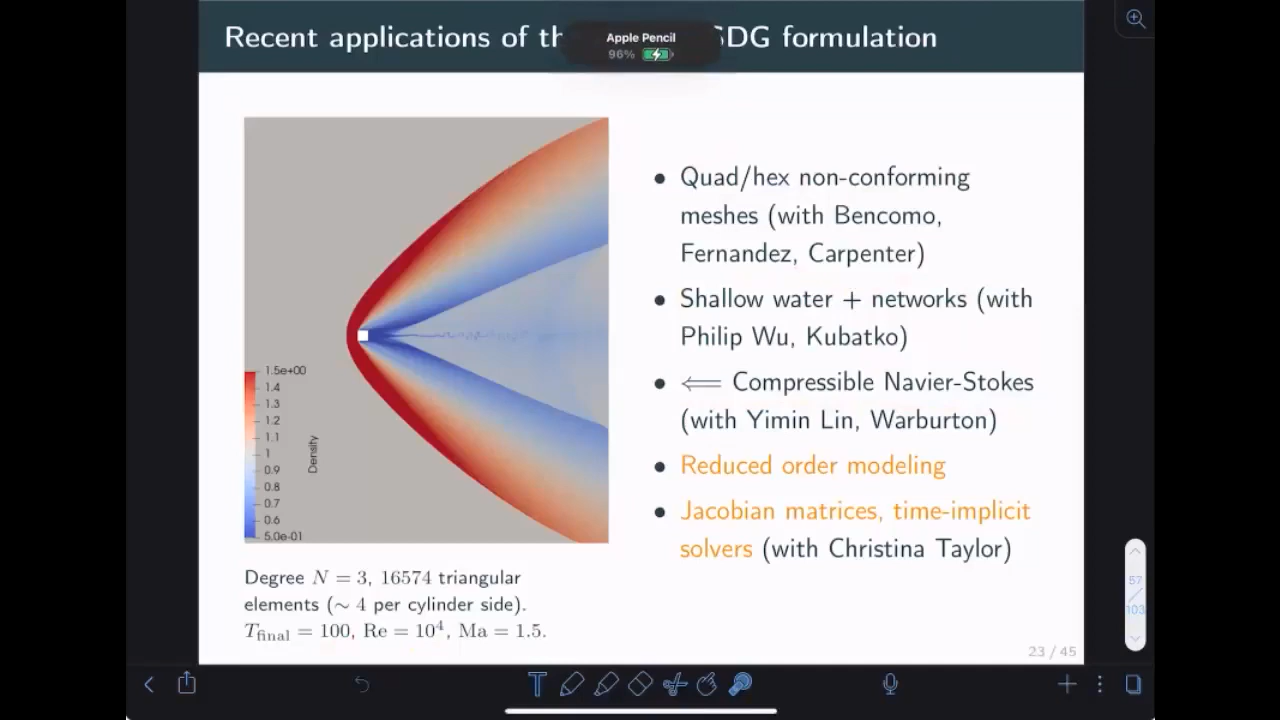 Recent applications of th SDG formulation
Apple Pencil
96%
Quad/hex non-conforming
meshes (with Bencomo,
Fernandez, Carpenter)
Shallow water + networks (with
Philip Wu, Kubatko)
⟸ Compressible Navier-Stokes
(with Yimin Lin, Warburton)
Reduced order modeling
Jacobian matrices, time-implicit
solvers (with Christina Taylor)
1.5e+00
1.4
1.3
1.2
1.1
1
0.9
0.8
0.7
0.6
5.0e-01
Density
Degree N = 3, 16574 triangular
elements (∼ 4 per cylinder side).
T_final = 100, Re = 10⁴, Ma = 1.5.
23 / 45
57
103
T